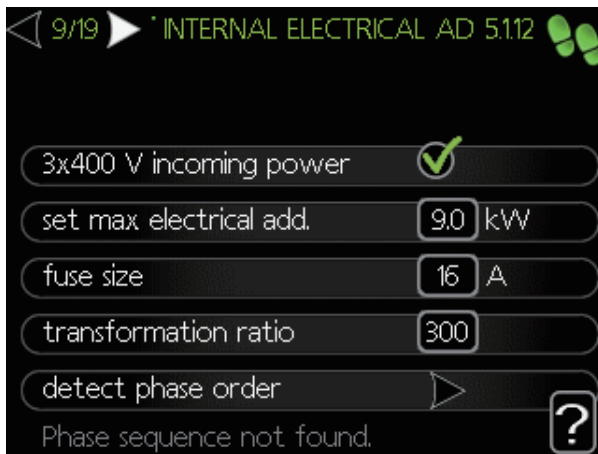 9/19 INTERNAL ELECTRICAL AD 5.1.12
3x400 V incoming power
set max electrical add. 9.0 kW
fuse size 16 A
transformation ratio 300
detect phase order
Phase sequence not found.
?